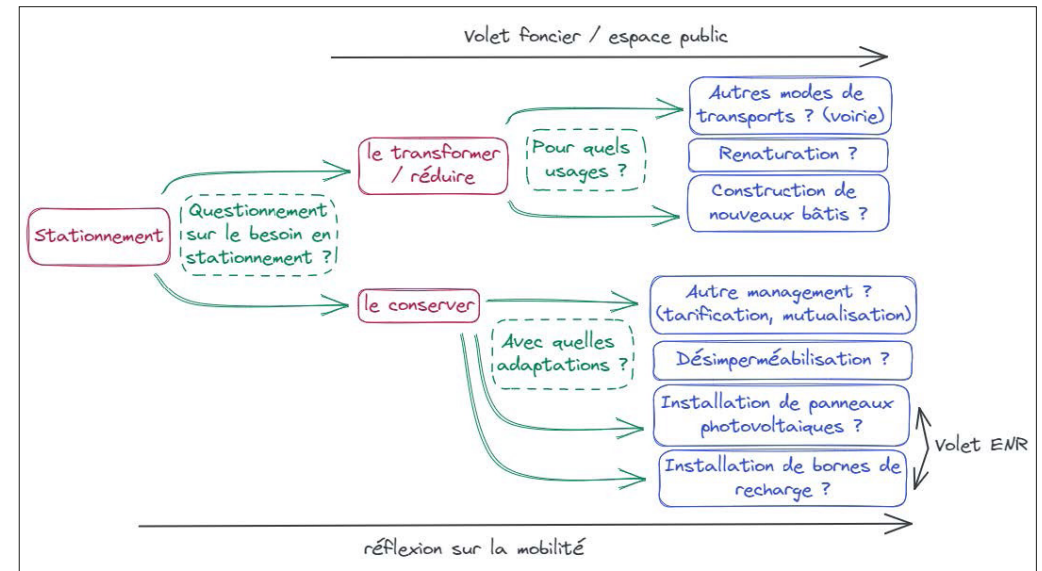 Volet foncier / espace public
Stationnement
Questionnement
sur le besoin en
stationnement ?
le transformer
/ réduire
Pour quels
usages ?
Autres modes de
transports ? (voirie)
Renaturation ?
Construction de
nouveaux bâtis ?
le conserver
Avec quelles
adaptations ?
Autre management ?
(tarification, mutualisation)
Désimperméabilisation ?
Installation de panneaux
photovoltaiques ?
Installation de bornes de
recharge ?
Volet ENR
réflexion sur la mobilité